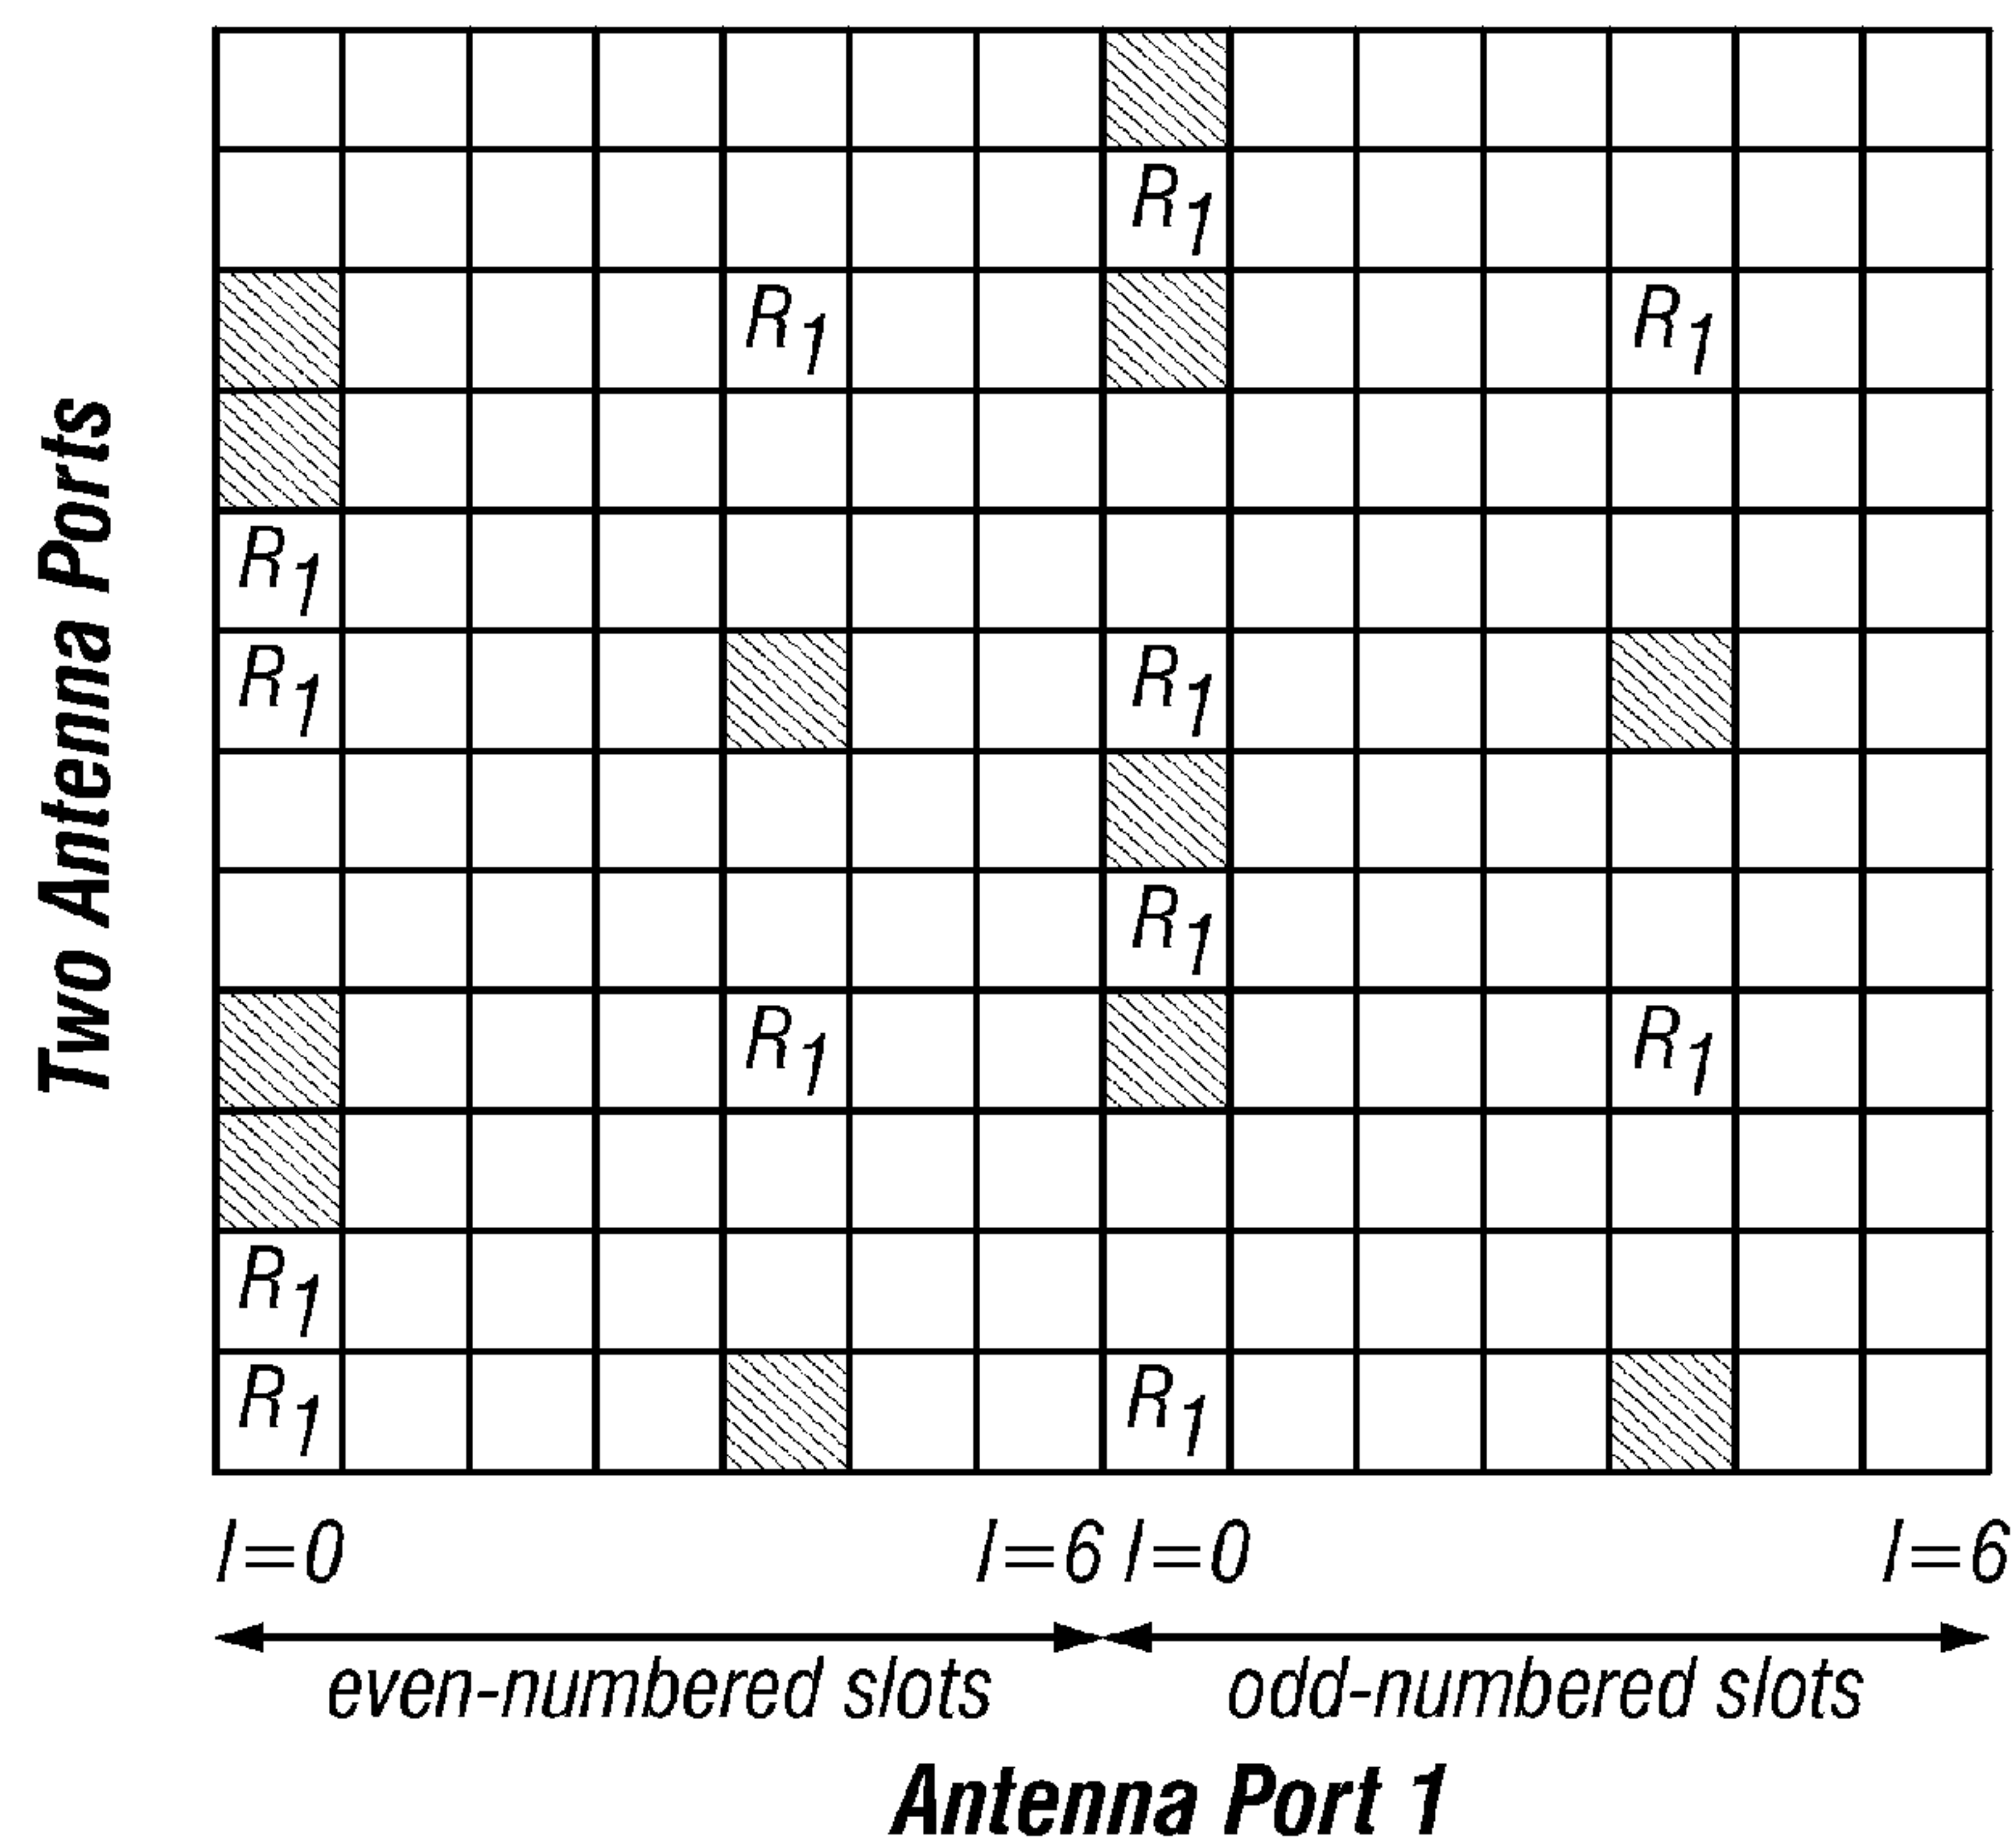 Two Antenna Ports
R1
R1 R1
R1
R1 R1
R1
R1 R1
R1
R1 R1
l=0 l=6 l=0 l=6
even-numbered slots odd-numbered slots
Antenna Port 1